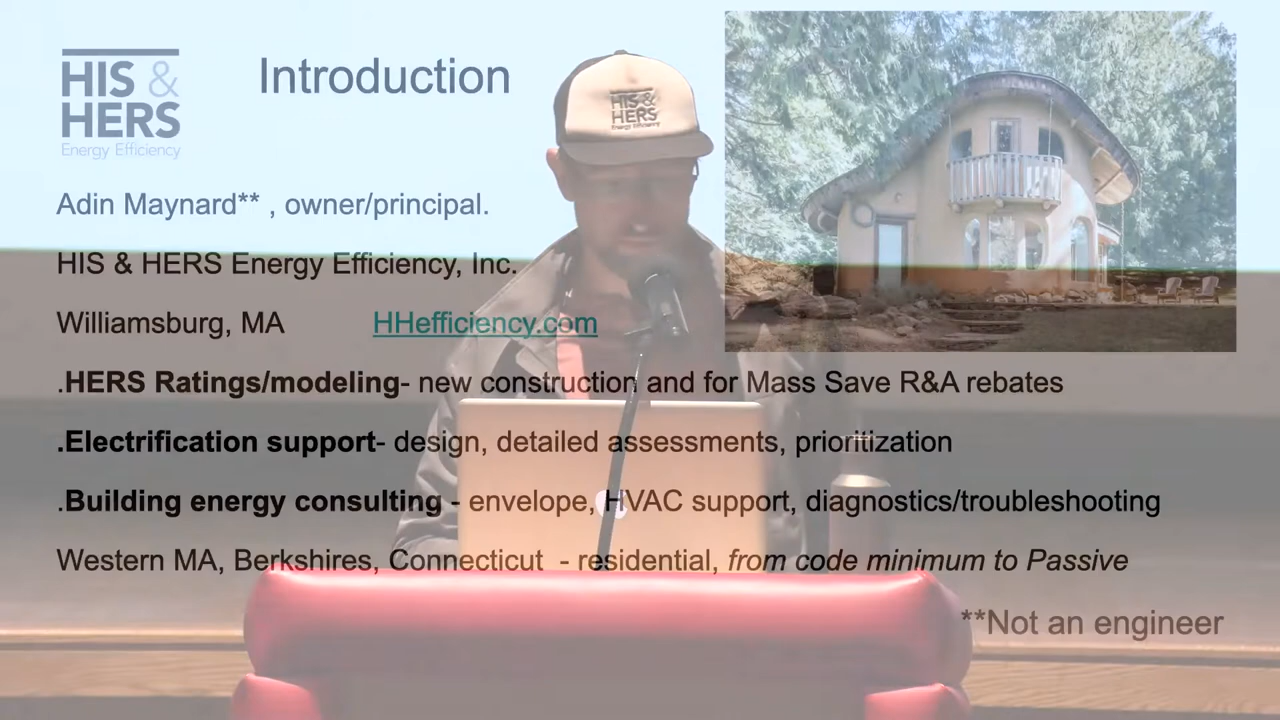 HIS &
HERS
Energy Efficiency
Introduction
HIS &
HERS
Energy Efficiency
Adin Maynard** , owner/principal.
HIS & HERS Energy Efficiency, Inc.
Williamsburg, MA HHefficiency.com
.HERS Ratings/modeling- new construction and for Mass Save R&A rebates
.Electrification support- design, detailed assessments, prioritization
.Building energy consulting - envelope, HVAC support, diagnostics/troubleshooting
Western MA, Berkshires, Connecticut - residential, from code minimum to Passive
**Not an engineer